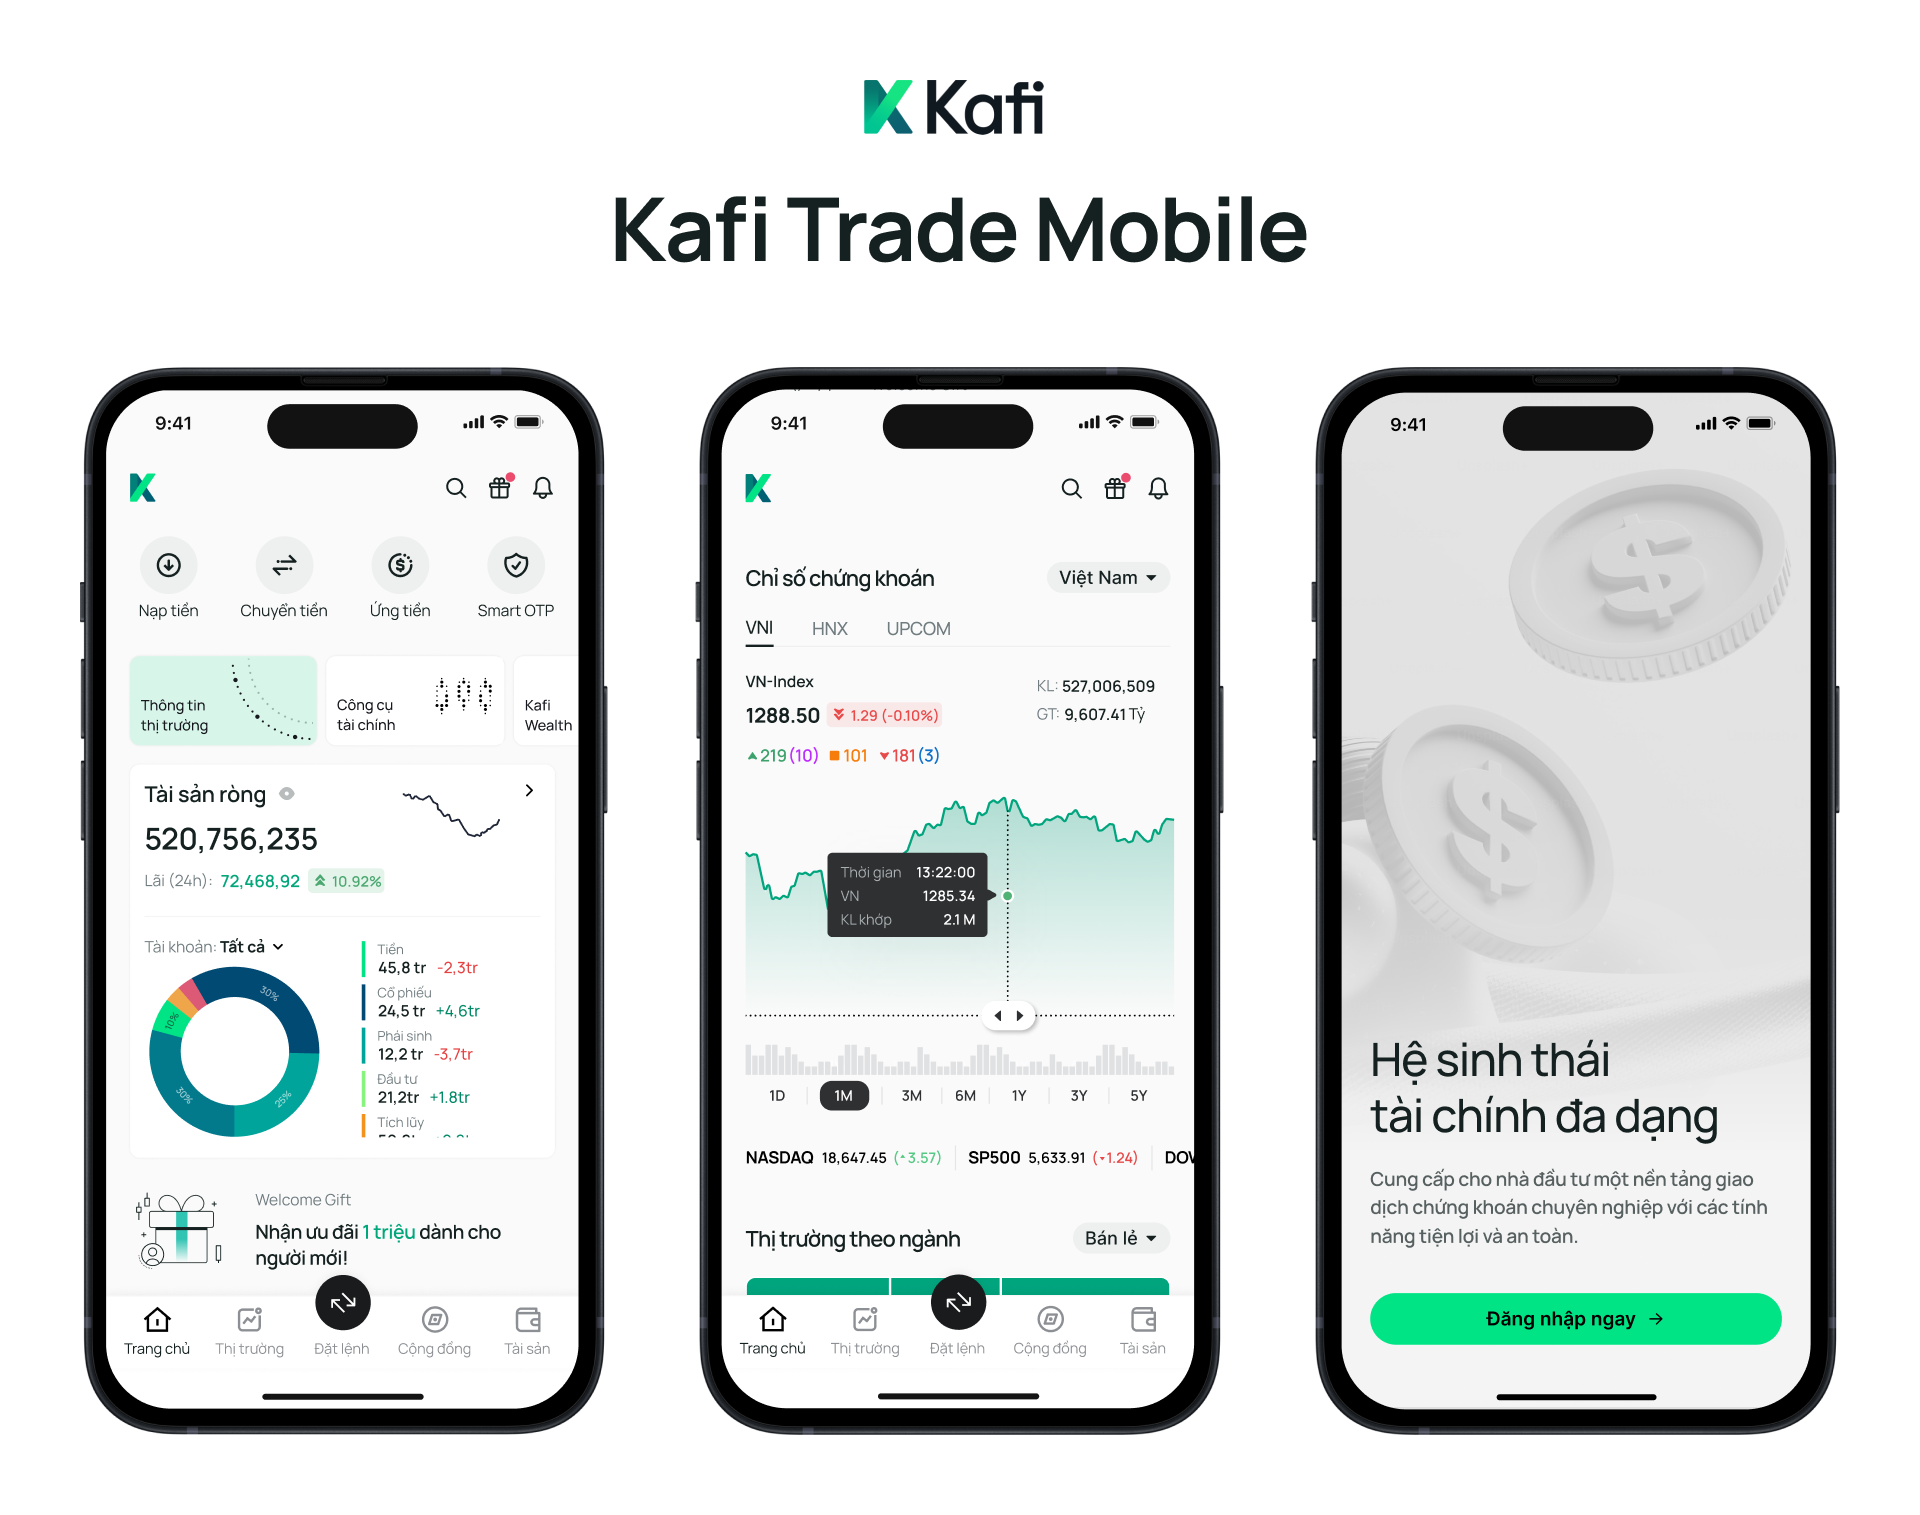 Kafi
Kafi Trade Mobile
9:41
Nạp tiền
Chuyển tiền
Ứng tiền
Smart OTP
Thông tin
thị trường
Công cụ
tài chính
Kafi
Wealth
Tài sản ròng
520,756,235
Lãi (24h): 72,468,92 10.92%
Tài khoản: Tất cả
30%
10%
30%
25%
Tiền
45,8 tr -2,3tr
Cổ phiếu
24,5 tr +4,6tr
Phái sinh
12,2 tr -3,7tr
Đầu tư
21,2tr +1.8tr
Tích lũy
Welcome Gift
Nhận ưu đãi 1 triệu dành cho
người mới!
Trang chủ
Thị trường
Đặt lệnh
Cộng đồng
Tài sản
9:41
Chỉ số chứng khoán
Việt Nam
VNI HNX UPCOM
VN-Index
KL: 527,006,509
1288.50 1.29 (-0.10%)
GT: 9,607.41 Tỷ
219 (10) 101 181 (3)
Thời gian 13:22:00
VN 1285.34
KL khớp 2.1 M
1D 1M 3M 6M 1Y 3Y 5Y
NASDAQ 18,647.45 (3.57) SP500 5,633.91 (-1.24)
Thị trường theo ngành
Bán lẻ
Trang chủ
Thị trường
Đặt lệnh
Cộng đồng
Tài sản
9:41
Hệ sinh thái
tài chính đa dạng
Cung cấp cho nhà đầu tư một nền tảng giao
dịch chứng khoán chuyên nghiệp với các tính
năng tiện lợi và an toàn.
Đăng nhập ngay →